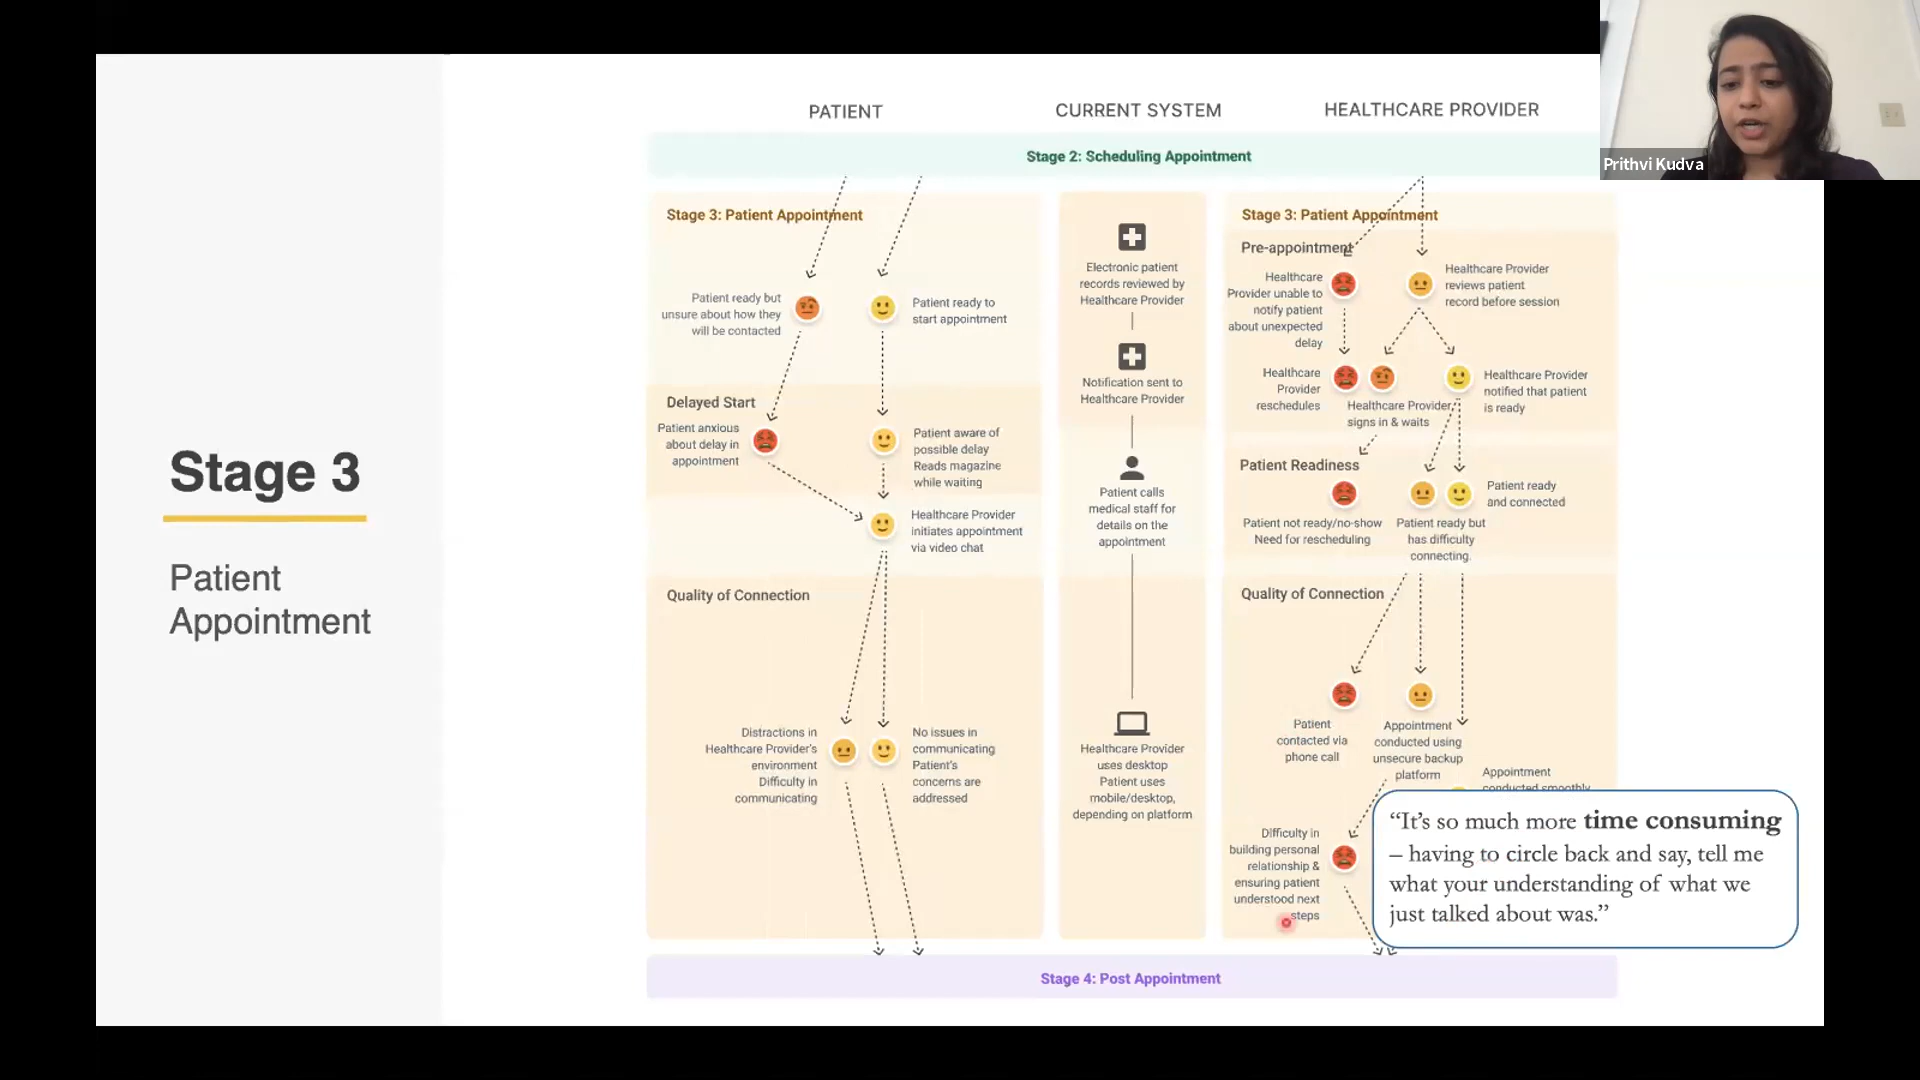 Prithvi Kudva
Stage 3
Patient
Appointment
PATIENT
CURRENT SYSTEM
HEALTHCARE PROVIDER
Stage 2: Scheduling Appointment
Stage 3: Patient Appointment
Patient ready but
unsure about how they
will be contacted
Patient ready to
start appointment
Delayed Start
Patient anxious
about delay in
appointment
Patient aware of
possible delay
Reads magazine
while waiting
Healthcare Provider
initiates appointment
via video chat
Quality of Connection
Distractions in
Healthcare Provider's
environment
Difficulty in
communicating
No issues in
communicating
Patient's
concerns are
addressed
Electronic patient
records reviewed by
Healthcare Provider
Notification sent to
Healthcare Provider
Patient calls
medical staff for
details on the
appointment
Healthcare Provider
uses desktop
Patient uses
mobile/desktop,
depending on platform
Stage 3: Patient Appointment
Pre-appointment
Healthcare
Provider unable to
notify patient
about unexpected
delay
Healthcare Provider
reviews patient
record before session
Healthcare
Provider
reschedules
Healthcare Provider
signs in & waits
Healthcare Provider
notified that patient
is ready
Patient Readiness
Patient not ready/no-show
Need for rescheduling
Patient ready but
has difficulty
connecting.
Patient ready
and connected
Quality of Connection
Patient
contacted via
phone call
Appointment
conducted using
unsecure backup
platform
Appointment
conducted smoothly
Difficulty in
building personal
relationship &
ensuring patient
understood next
steps
“It’s so much more time consuming
– having to circle back and say, tell me
what your understanding of what we
just talked about was.”
Stage 4: Post Appointment